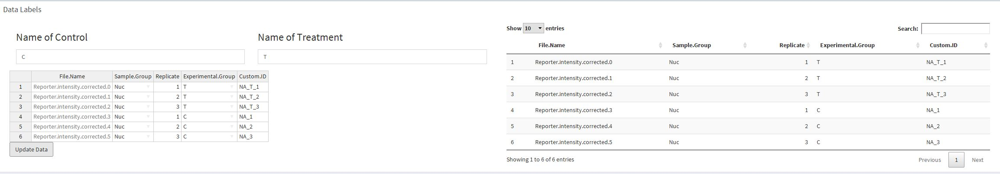 Data Labels
Name of Control
Name of Treatment
C
T
File.Name Sample.Group Replicate Experimental.Group Custom.ID
1 Reporter.intensity.corrected.0 Nuc 1 T NA_T_1
2 Reporter.intensity.corrected.1 Nuc 2 T NA_T_2
3 Reporter.intensity.corrected.2 Nuc 3 T NA_T_3
4 Reporter.intensity.corrected.3 Nuc 1 C NA_1
5 Reporter.intensity.corrected.4 Nuc 2 C NA_2
6 Reporter.intensity.corrected.5 Nuc 3 C NA_3
Update Data
Show 10 entries
Search:
File.Name Sample.Group Replicate Experimental.Group Custom.ID
1 Reporter.intensity.corrected.0 Nuc 1 T NA_T_1
2 Reporter.intensity.corrected.1 Nuc 2 T NA_T_2
3 Reporter.intensity.corrected.2 Nuc 3 T NA_T_3
4 Reporter.intensity.corrected.3 Nuc 1 C NA_1
5 Reporter.intensity.corrected.4 Nuc 2 C NA_2
6 Reporter.intensity.corrected.5 Nuc 3 C NA_3
Showing 1 to 6 of 6 entries
Previous 1 Next